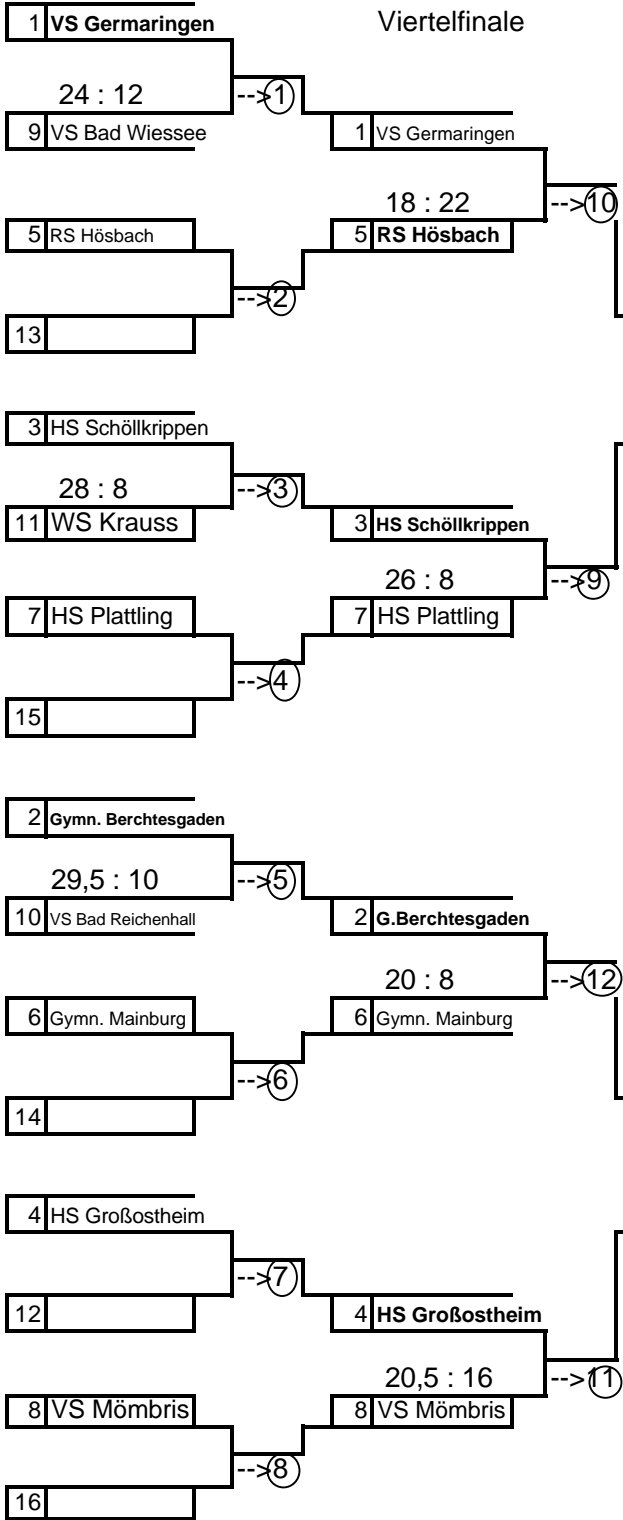 1 VS Germaringen Viertelfinale
24 : 12 -->1
9 VS Bad Wiessee 1 VS Germaringen
18 : 22 -->10
5 RS Hösbach 5 RS Hösbach
-->2
13
3 HS Schöllkrippen
28 : 8 -->3
11 WS Krauss 3 HS Schöllkrippen
26 : 8 -->9
7 HS Plattling 7 HS Plattling
-->4
15
2 Gymn. Berchtesgaden
29,5 : 10 -->5
10 VS Bad Reichenhall 2 G.Berchtesgaden
20 : 8 -->12
6 Gymn. Mainburg 6 Gymn. Mainburg
-->6
14
4 HS Großostheim
-->7
12 4 HS Großostheim
20,5 : 16 -->11
8 VS Mömbris 8 VS Mömbris
-->8
16